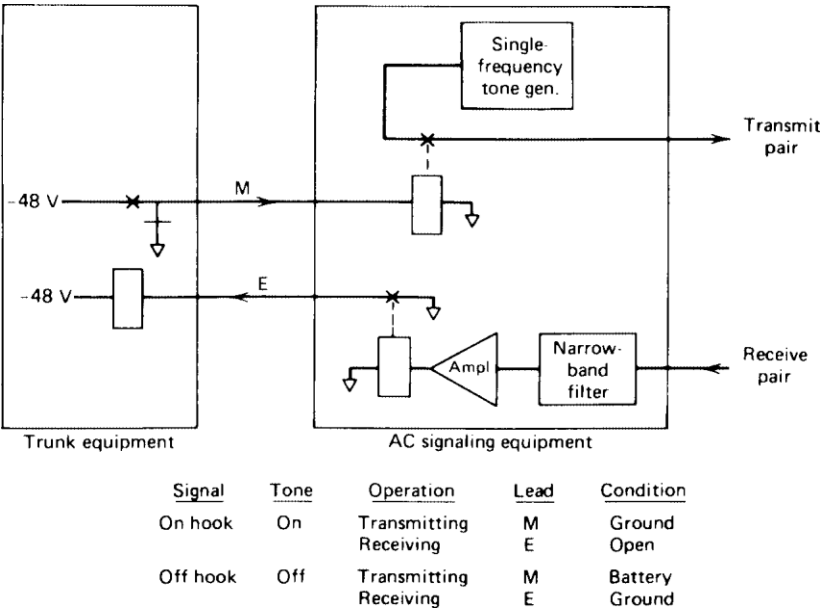 Single-
frequency
tone gen.
Transmit
pair
-48 V
M
-48 V
E
Ampl
Narrow-
band
filter
Receive
pair
Trunk equipment
AC signaling equipment
Signal Tone Operation Lead Condition
On hook On Transmitting M Ground
Receiving E Open
Off hook Off Transmitting M Battery
Receiving E Ground